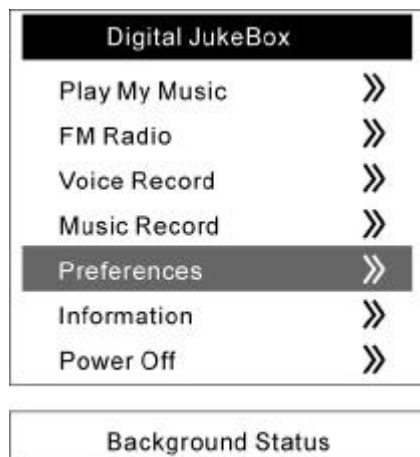 Digital JukeBox
Play My Music
FM Radio
Voice Record
Music Record
Preferences
Information
Power Off
Background Status